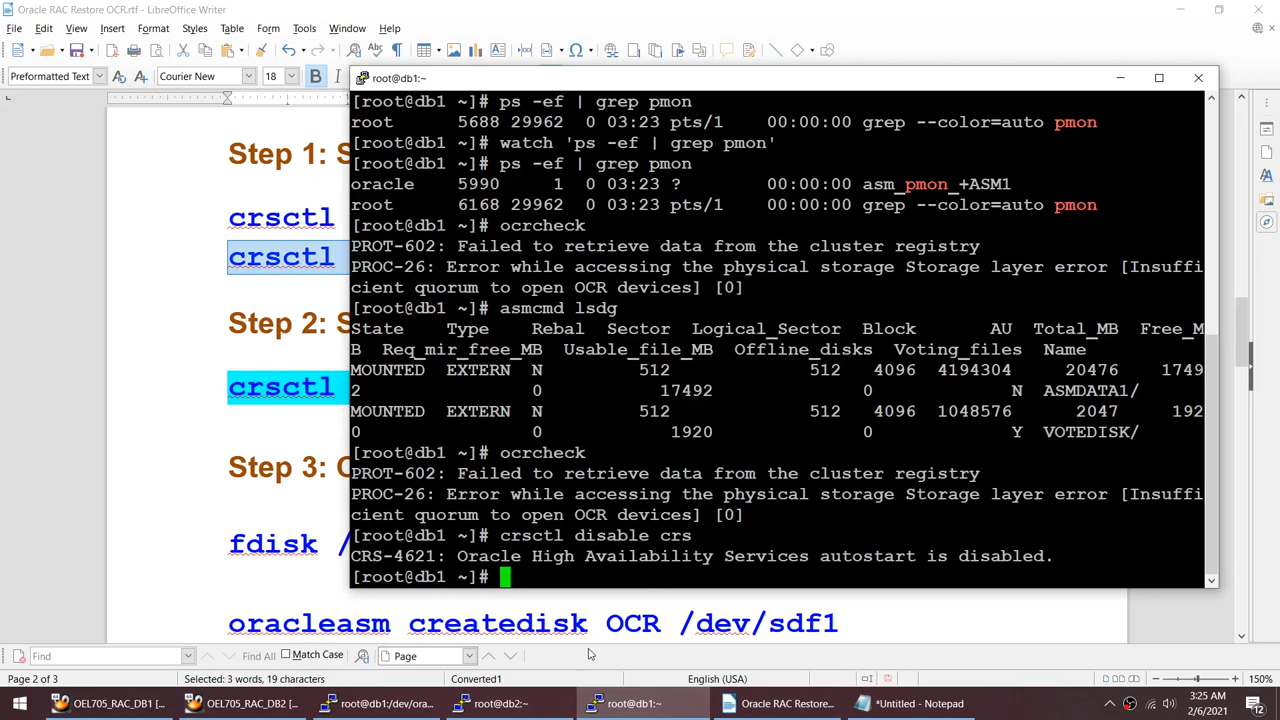 Oracle RAC Restore OCR.rtf - LibreOffice Writer
File Edit View Insert Format Styles Table Form Tools Window Help
Preformatted Text Courier New 18 B I
root@db1:~
[root@db1 ~]# ps -ef | grep pmon
root 5688 29962 0 03:23 pts/1 00:00:00 grep --color=auto pmon
[root@db1 ~]# watch 'ps -ef | grep pmon'
[root@db1 ~]# ps -ef | grep pmon
oracle 5990 1 0 03:23 ? 00:00:00 asm_pmon_+ASM1
root 6168 29962 0 03:23 pts/1 00:00:00 grep --color=auto pmon
[root@db1 ~]# ocrcheck
PROT-602: Failed to retrieve data from the cluster registry
PROC-26: Error while accessing the physical storage Storage layer error [Insuffi
cient quorum to open OCR devices] [0]
[root@db1 ~]# asmcmd lsdg
State Type Rebal Sector Logical_Sector Block AU Total_MB Free_M
B Req_mir_free_MB Usable_file_MB Offline_disks Voting_files Name
MOUNTED EXTERN N 512 512 4096 4194304 20476 1749
2 0 17492 0 N ASMDATA1/
MOUNTED EXTERN N 512 512 4096 1048576 2047 192
0 0 1920 0 Y VOTEDISK/
[root@db1 ~]# ocrcheck
PROT-602: Failed to retrieve data from the cluster registry
PROC-26: Error while accessing the physical storage Storage layer error [Insuffi
cient quorum to open OCR devices] [0]
[root@db1 ~]# crsctl disable crs
CRS-4621: Oracle High Availability Services autostart is disabled.
[root@db1 ~]#
Step 1: S
crsctl
crsctl
Step 2: S
crsctl
Step 3: C
fdisk /
oracleasm createdisk OCR /dev/sdf1
Find Find All Match Case Page
Page 2 of 3 Selected: 3 words, 19 characters Converted1 English (USA) 150%
OEL705_RAC_DB1 [... OEL705_RAC_DB2 [... root@db1:/dev/ora... root@db2:~ root@db1:~ Oracle RAC Restore... *Untitled - Notepad
3:25 AM
2/6/2021
12